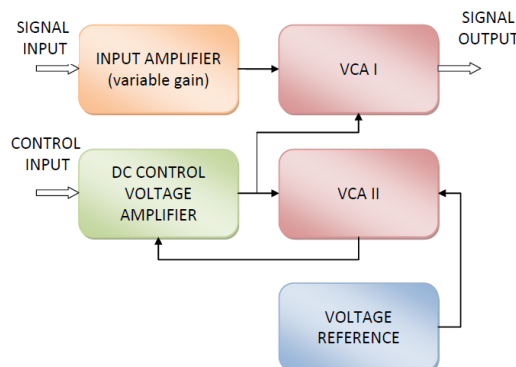 SIGNAL
INPUT
INPUT AMPLIFIER
(variable gain)
VCA I
SIGNAL
OUTPUT
CONTROL
INPUT
DC CONTROL
VOLTAGE
AMPLIFIER
VCA II
VOLTAGE
REFERENCE